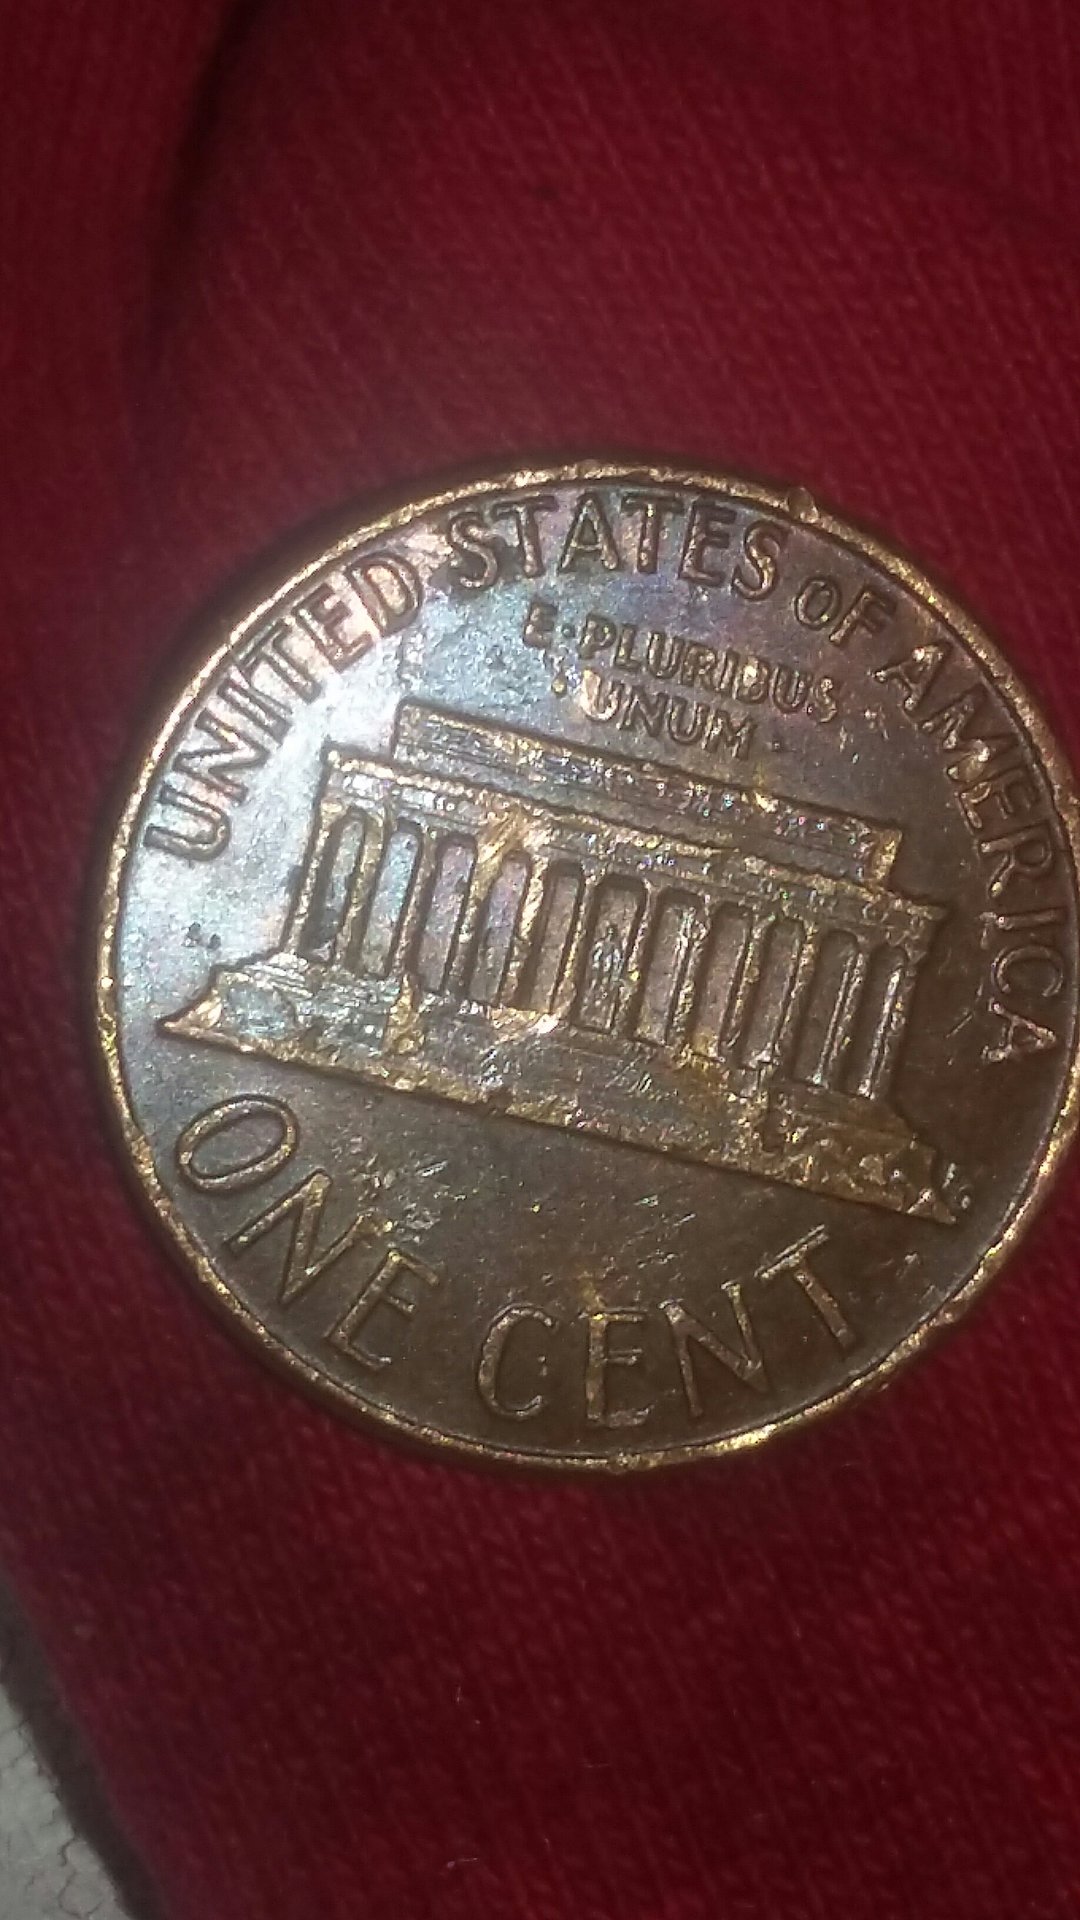 UNITED STATES OF AMERICA
E·PLURIBUS
UNUM
ONE CENT